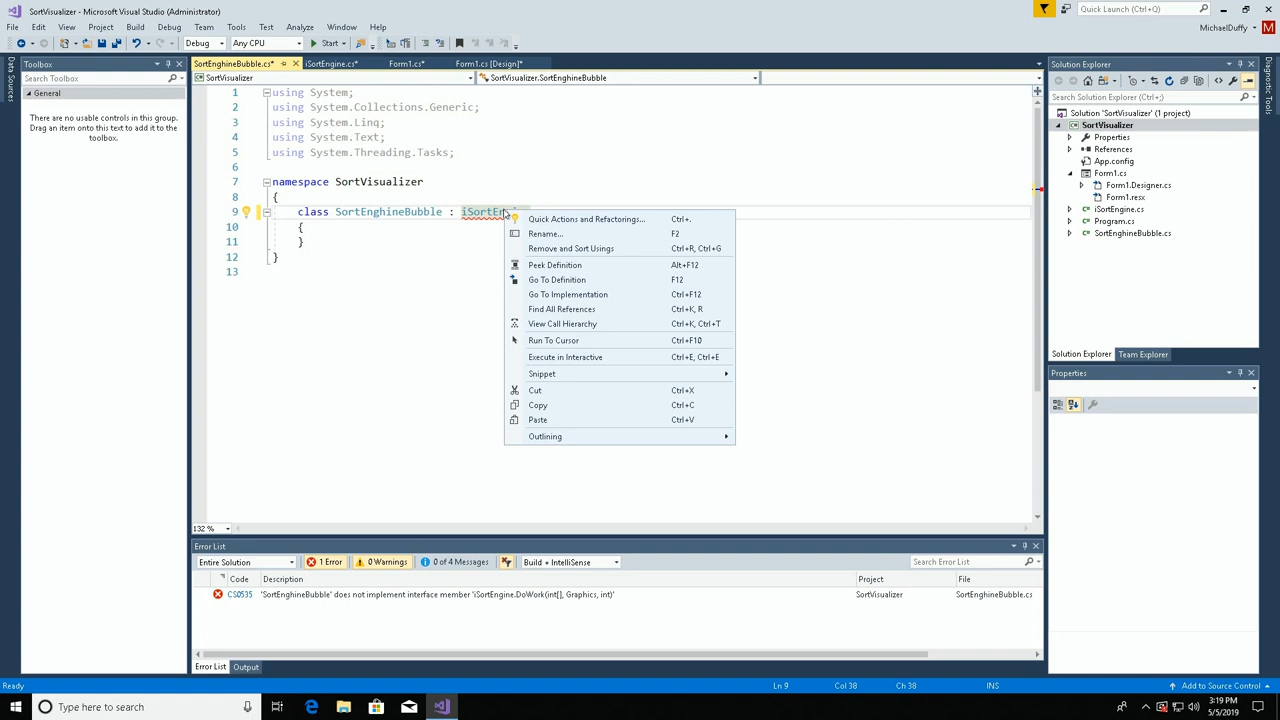 SortVisualizer - Microsoft Visual Studio (Administrator)
Quick Launch (Ctrl+Q)
File Edit View Project Build Debug Team Tools Test Analyze Window Help
MichaelDuffy
M
Debug Any CPU Start
Data Sources
Toolbox
Search Toolbox
General
There are no usable controls in this group.
Drag an item onto this text to add it to the
toolbox.
SortEnghineBubble.cs* iSortEngine.cs* Form1.cs* Form1.cs [Design]*
SortVisualizer SortVisualizer.SortEnghineBubble
1 using System;
2 using System.Collections.Generic;
3 using System.Linq;
4 using System.Text;
5 using System.Threading.Tasks;
6
7 namespace SortVisualizer
8 {
9 class SortEnghineBubble :
10 {
11 }
12 }
13
Quick Actions and Refactorings... Ctrl+.
Rename... F2
Remove and Sort Usings Ctrl+R, Ctrl+G
Peek Definition Alt+F12
Go To Definition F12
Go To Implementation Ctrl+F12
Find All References Ctrl+K, R
View Call Hierarchy Ctrl+K, Ctrl+T
Run To Cursor Ctrl+F10
Execute in Interactive Ctrl+E, Ctrl+E
Snippet
Cut Ctrl+X
Copy Ctrl+C
Paste Ctrl+V
Outlining
132 %
Error List
Entire Solution 1 Error 0 Warnings 0 of 4 Messages Build + IntelliSense Search Error List
Code Description Project File
CS0535 'SortEnghineBubble' does not implement interface member 'iSortEngine.DoWork(int[], Graphics, int)' SortVisualizer SortEnghineBubble.cs
Error List Output
Solution Explorer
Search Solution Explorer (Ctrl+;)
Solution 'SortVisualizer' (1 project)
SortVisualizer
Properties
References
App.config
Form1.cs
Form1.Designer.cs
Form1.resx
iSortEngine.cs
Program.cs
SortEnghineBubble.cs
Solution Explorer Team Explorer
Properties
Diagnostic Tools
Ready Ln 9 Col 38 Ch 38 INS Add to Source Control
Type here to search
3:19 PM
5/5/2019